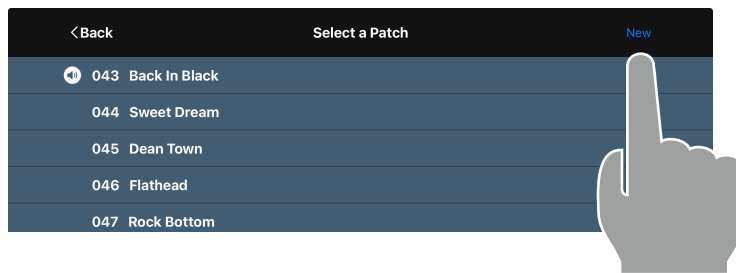 Back Select a Patch New
043 Back In Black
044 Sweet Dream
045 Dean Town
046 Flathead
047 Rock Bottom